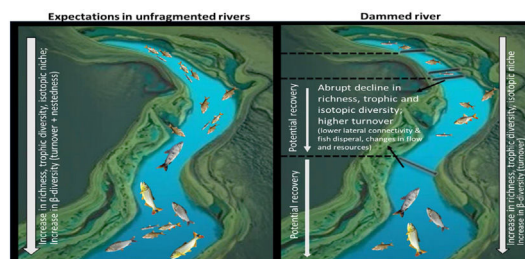 Expectations in unfragmented rivers
Increase in richness, trophic diversity, isotopic niche;
Increase in β-diversity (turnover + nestedness)
Dammed river
Abrupt decline in
richness, trophic and
isotopic diversity;
higher turnover
(lower lateral connectivity &
fish disperal, changes in flow
and resources)
Potential recovery
Potential recovery
Increase in richness, trophic diversity, isotopic niche
Increase in β-diversity (turnover)